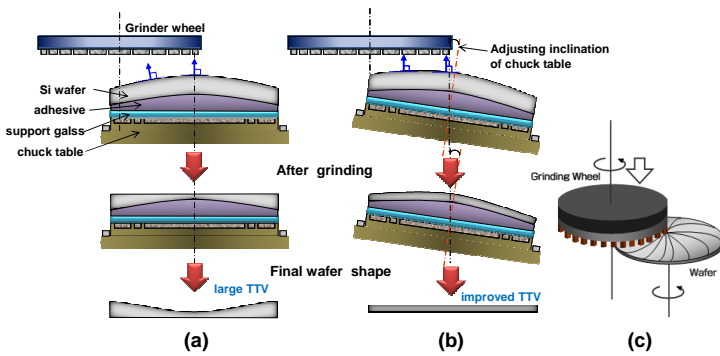 Grinder wheel
Si wafer
adhesive
support galss
chuck table
Adjusting inclination
of chuck table
After grinding
Final wafer shape
large TTV
improved TTV
Grinding Wheel
Wafer
(a)
(b)
(c)